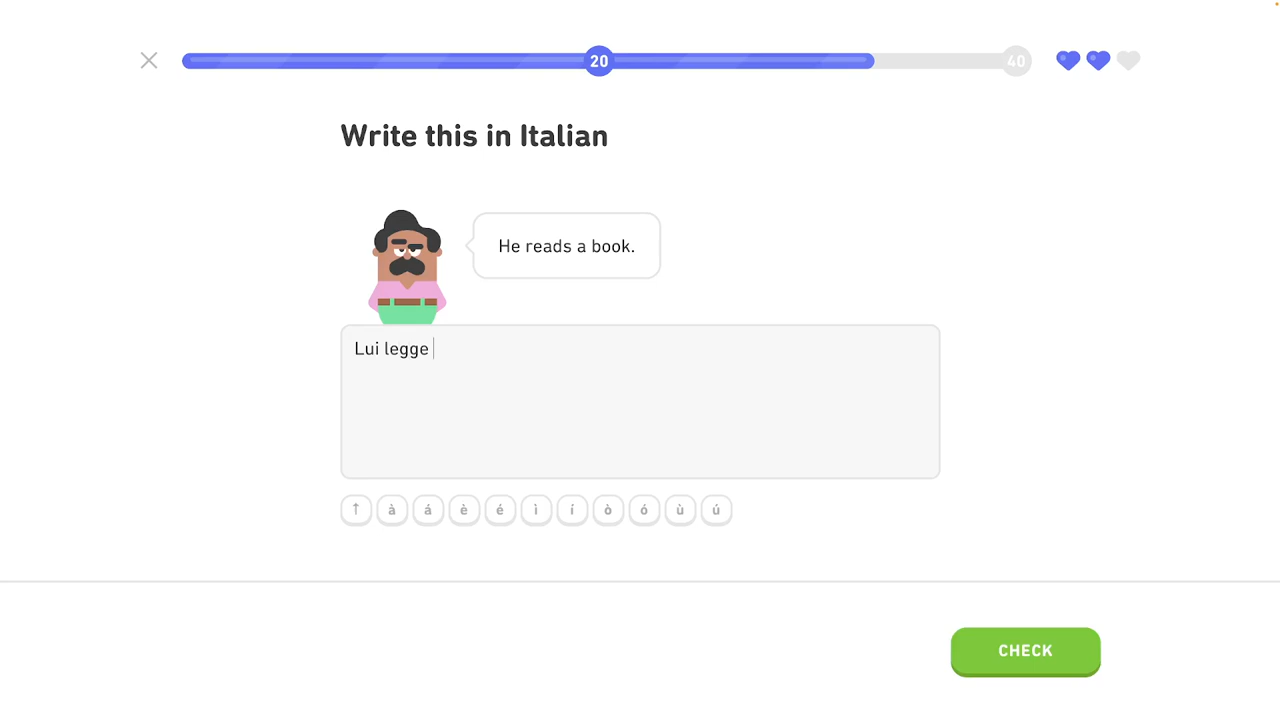 20
40
Write this in Italian
He reads a book.
Lui legge
↑ à á è é ì í ò ó ù ú
CHECK